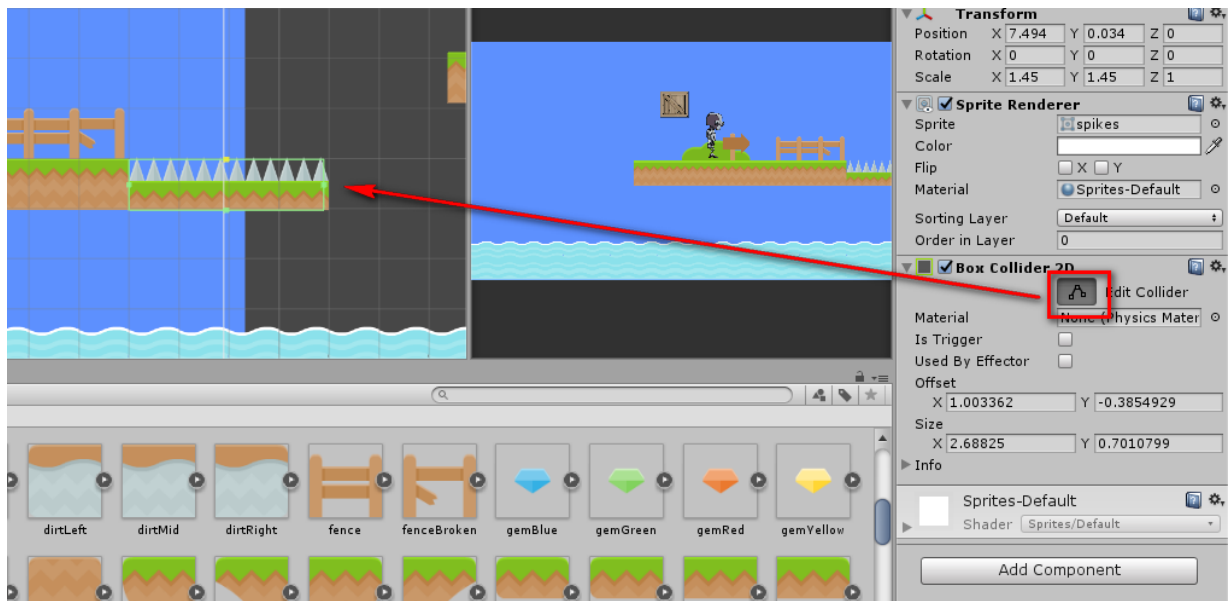 Transform
Position X 7.494 Y 0.034 Z 0
Rotation X 0 Y 0 Z 0
Scale X 1.45 Y 1.45 Z 1
Sprite Renderer
Sprite spikes
Color
Flip X Y
Material Sprites-Default
Sorting Layer Default
Order in Layer 0
Box Collider 2D
Edit Collider
Material None (Physics Mater
Is Trigger
Used By Effector
Offset
X 1.003362 Y -0.3854929
Size
X 2.68825 Y 0.7010799
Info
Sprites-Default
Shader Sprites/Default
Add Component
dirtLeft dirtMid dirtRight fence fenceBroken gemBlue gemGreen gemRed gemYellow